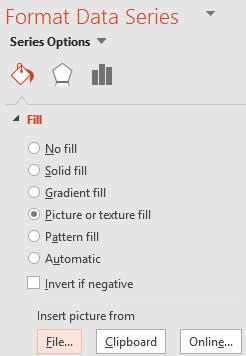 Format Data Series
Series Options
Fill
No fill
Solid fill
Gradient fill
Picture or texture fill
Pattern fill
Automatic
Invert if negative
Insert picture from
File... Clipboard Online...